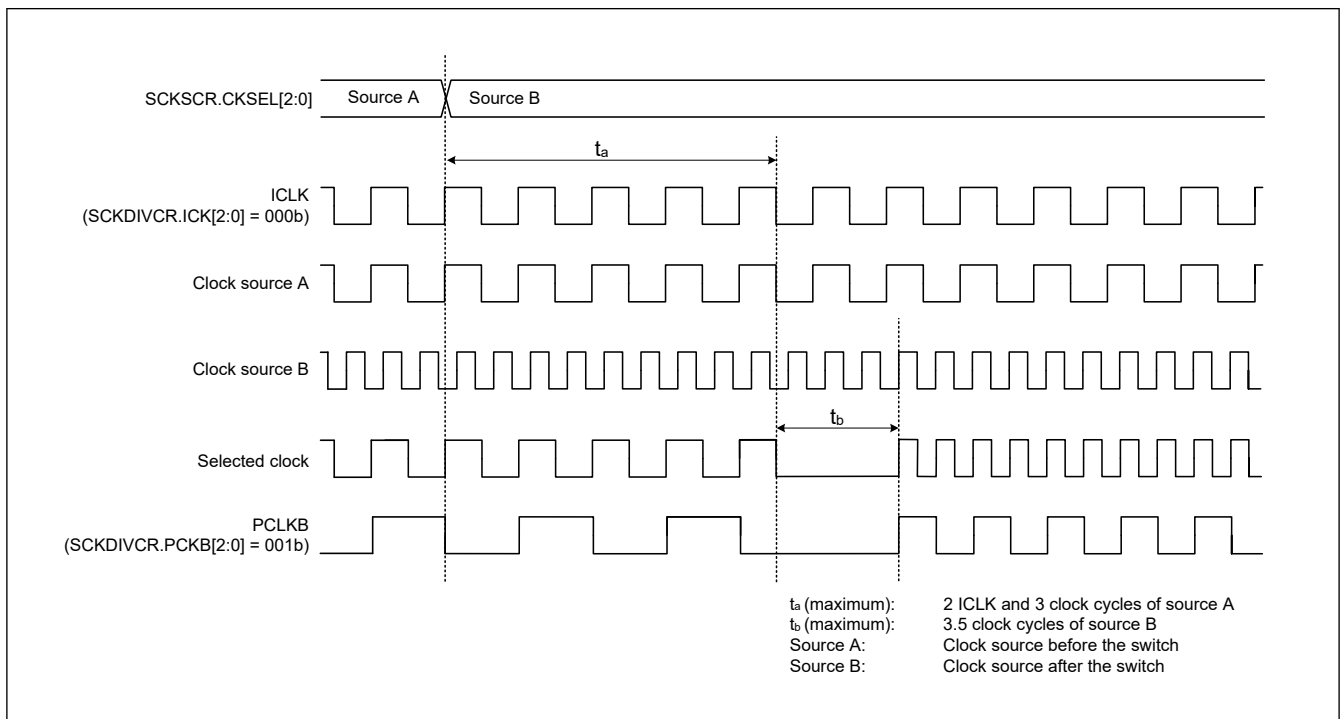 SCKSCR.CKSEL[2:0]
Source A
Source B
ta
ICLK
(SCKDIVCR.ICK[2:0] = 000b)
Clock source A
Clock source B
tb
Selected clock
PCLKB
(SCKDIVCR.PCKB[2:0] = 001b)
ta (maximum): 2 ICLK and 3 clock cycles of source A
tb (maximum): 3.5 clock cycles of source B
Source A: Clock source before the switch
Source B: Clock source after the switch